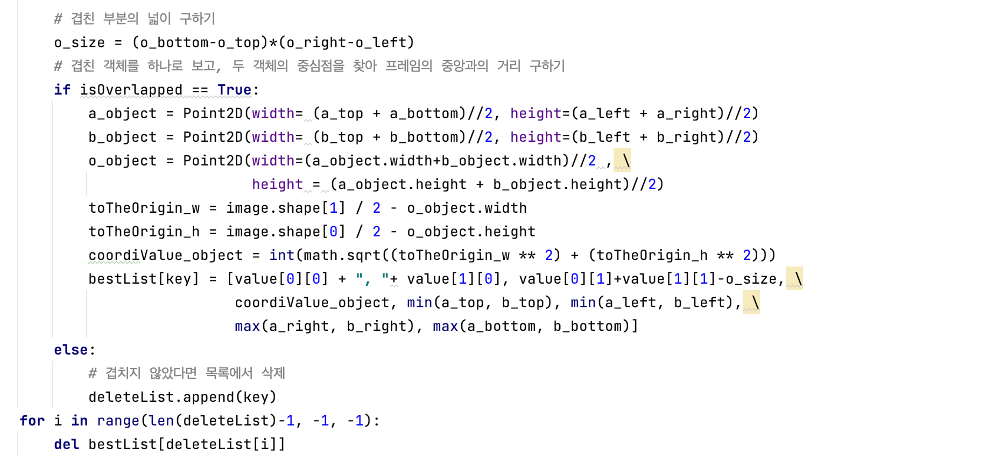 # 겹친 부분의 넓이 구하기
o_size = (o_bottom-o_top)*(o_right-o_left)
# 겹친 객체를 하나로 보고, 두 객체의 중심점을 찾아 프레임의 중앙과의 거리 구하기
if isOverlapped == True:
a_object = Point2D(width= (a_top + a_bottom)//2, height=(a_left + a_right)//2)
b_object = Point2D(width= (b_top + b_bottom)//2, height=(b_left + b_right)//2)
o_object = Point2D(width=(a_object.width+b_object.width)//2 , \
height = (a_object.height + b_object.height)//2)
toTheOrigin_w = image.shape[1] / 2 - o_object.width
toTheOrigin_h = image.shape[0] / 2 - o_object.height
coordiValue_object = int(math.sqrt((toTheOrigin_w ** 2) + (toTheOrigin_h ** 2)))
bestList[key] = [value[0][0] + ", "+ value[1][0], value[0][1]+value[1][1]-o_size, \
coordiValue_object, min(a_top, b_top), min(a_left, b_left), \
max(a_right, b_right), max(a_bottom, b_bottom)]
else:
# 겹치지 않았다면 목록에서 삭제
deleteList.append(key)
for i in range(len(deleteList)-1, -1, -1):
del bestList[deleteList[i]]